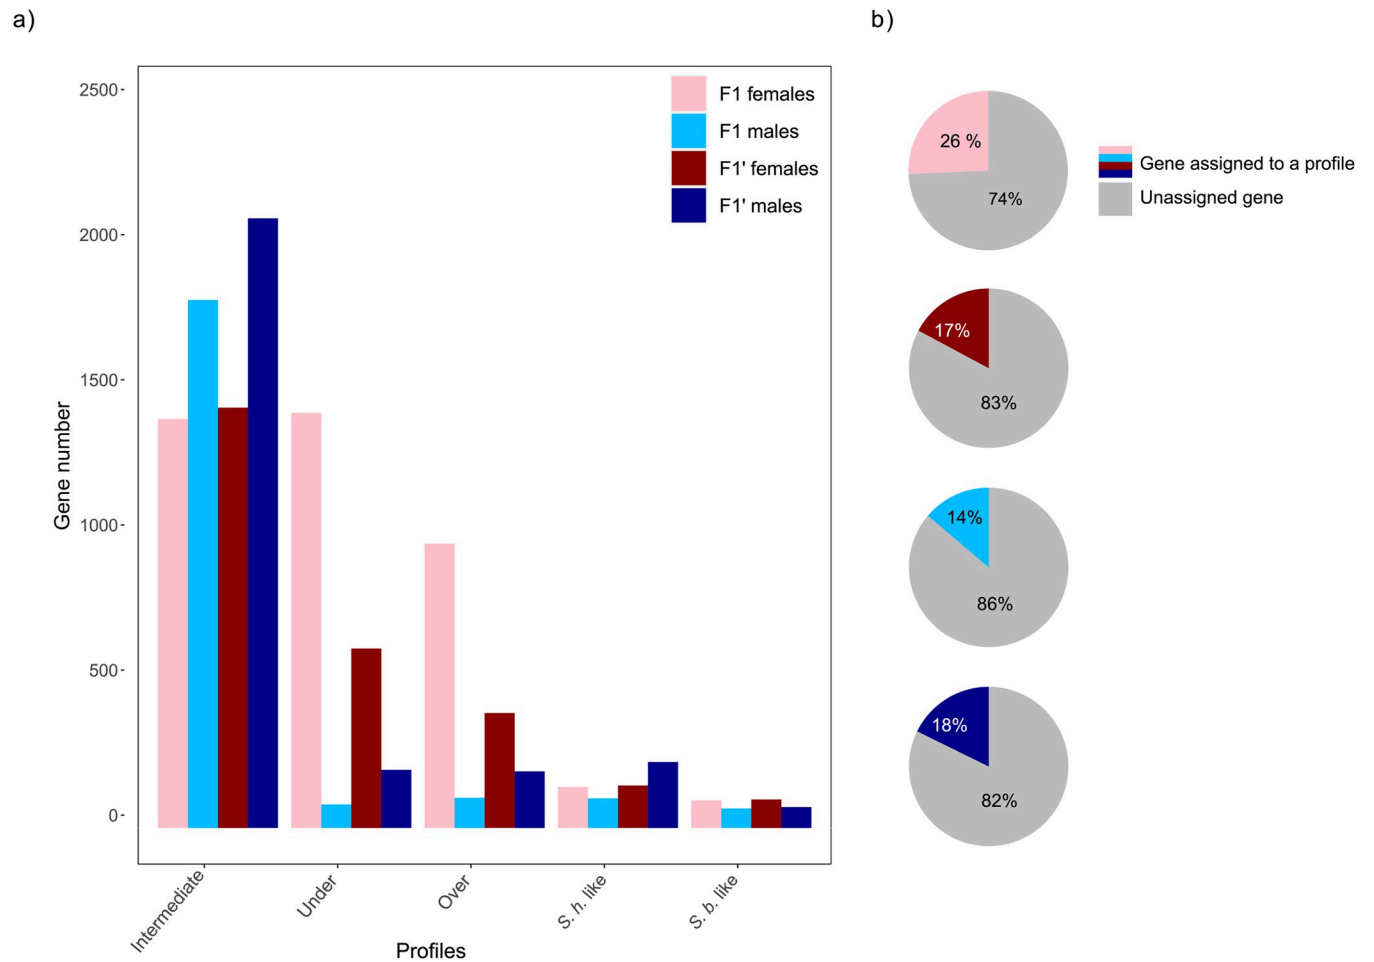 a)
2500
2000
1500
1000
500
0
Gene number
F1 females
F1 males
F1' females
F1' males
Intermediate
Under
Over
S. h. like
S. b. like
Profiles
b)
26 %
74%
Gene assigned to a profile
Unassigned gene
17%
83%
14%
86%
18%
82%